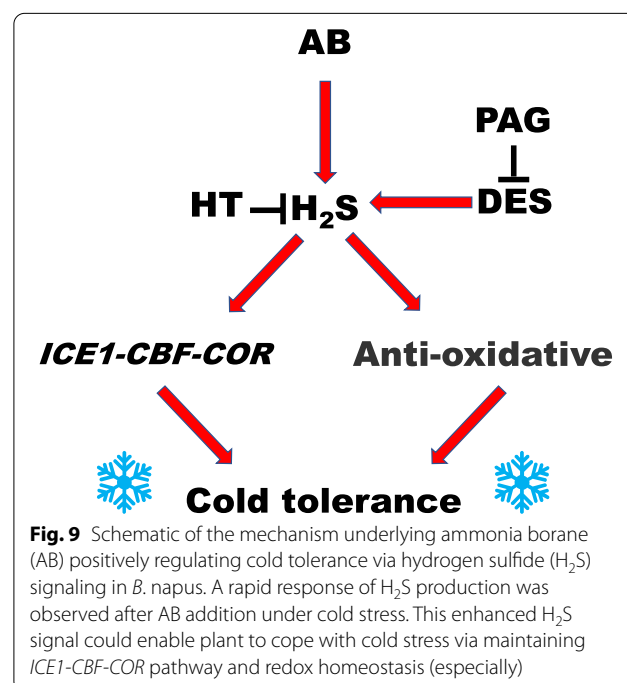 AB
PAG
HT H₂S DES
ICE1-CBF-COR Anti-oxidative
Cold tolerance
Fig. 9 Schematic of the mechanism underlying ammonia borane
(AB) positively regulating cold tolerance via hydrogen sulfide (H₂S)
signaling in B. napus. A rapid response of H₂S production was
observed after AB addition under cold stress. This enhanced H₂S
signal could enable plant to cope with cold stress via maintaining
ICE1-CBF-COR pathway and redox homeostasis (especially)